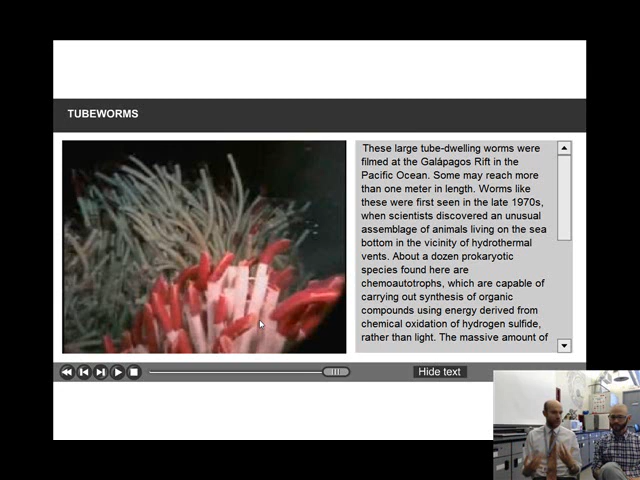 TUBEWORMS
These large tube-dwelling worms were
filmed at the Galápagos Rift in the
Pacific Ocean. Some may reach more
than one meter in length. Worms like
these were first seen in the late 1970s,
when scientists discovered an unusual
assemblage of animals living on the sea
bottom in the vicinity of hydrothermal
vents. About a dozen prokaryotic
species found here are
chemoautotrophs, which are capable of
carrying out synthesis of organic
compounds using energy derived from
chemical oxidation of hydrogen sulfide,
rather than light. The massive amount of
Hide text